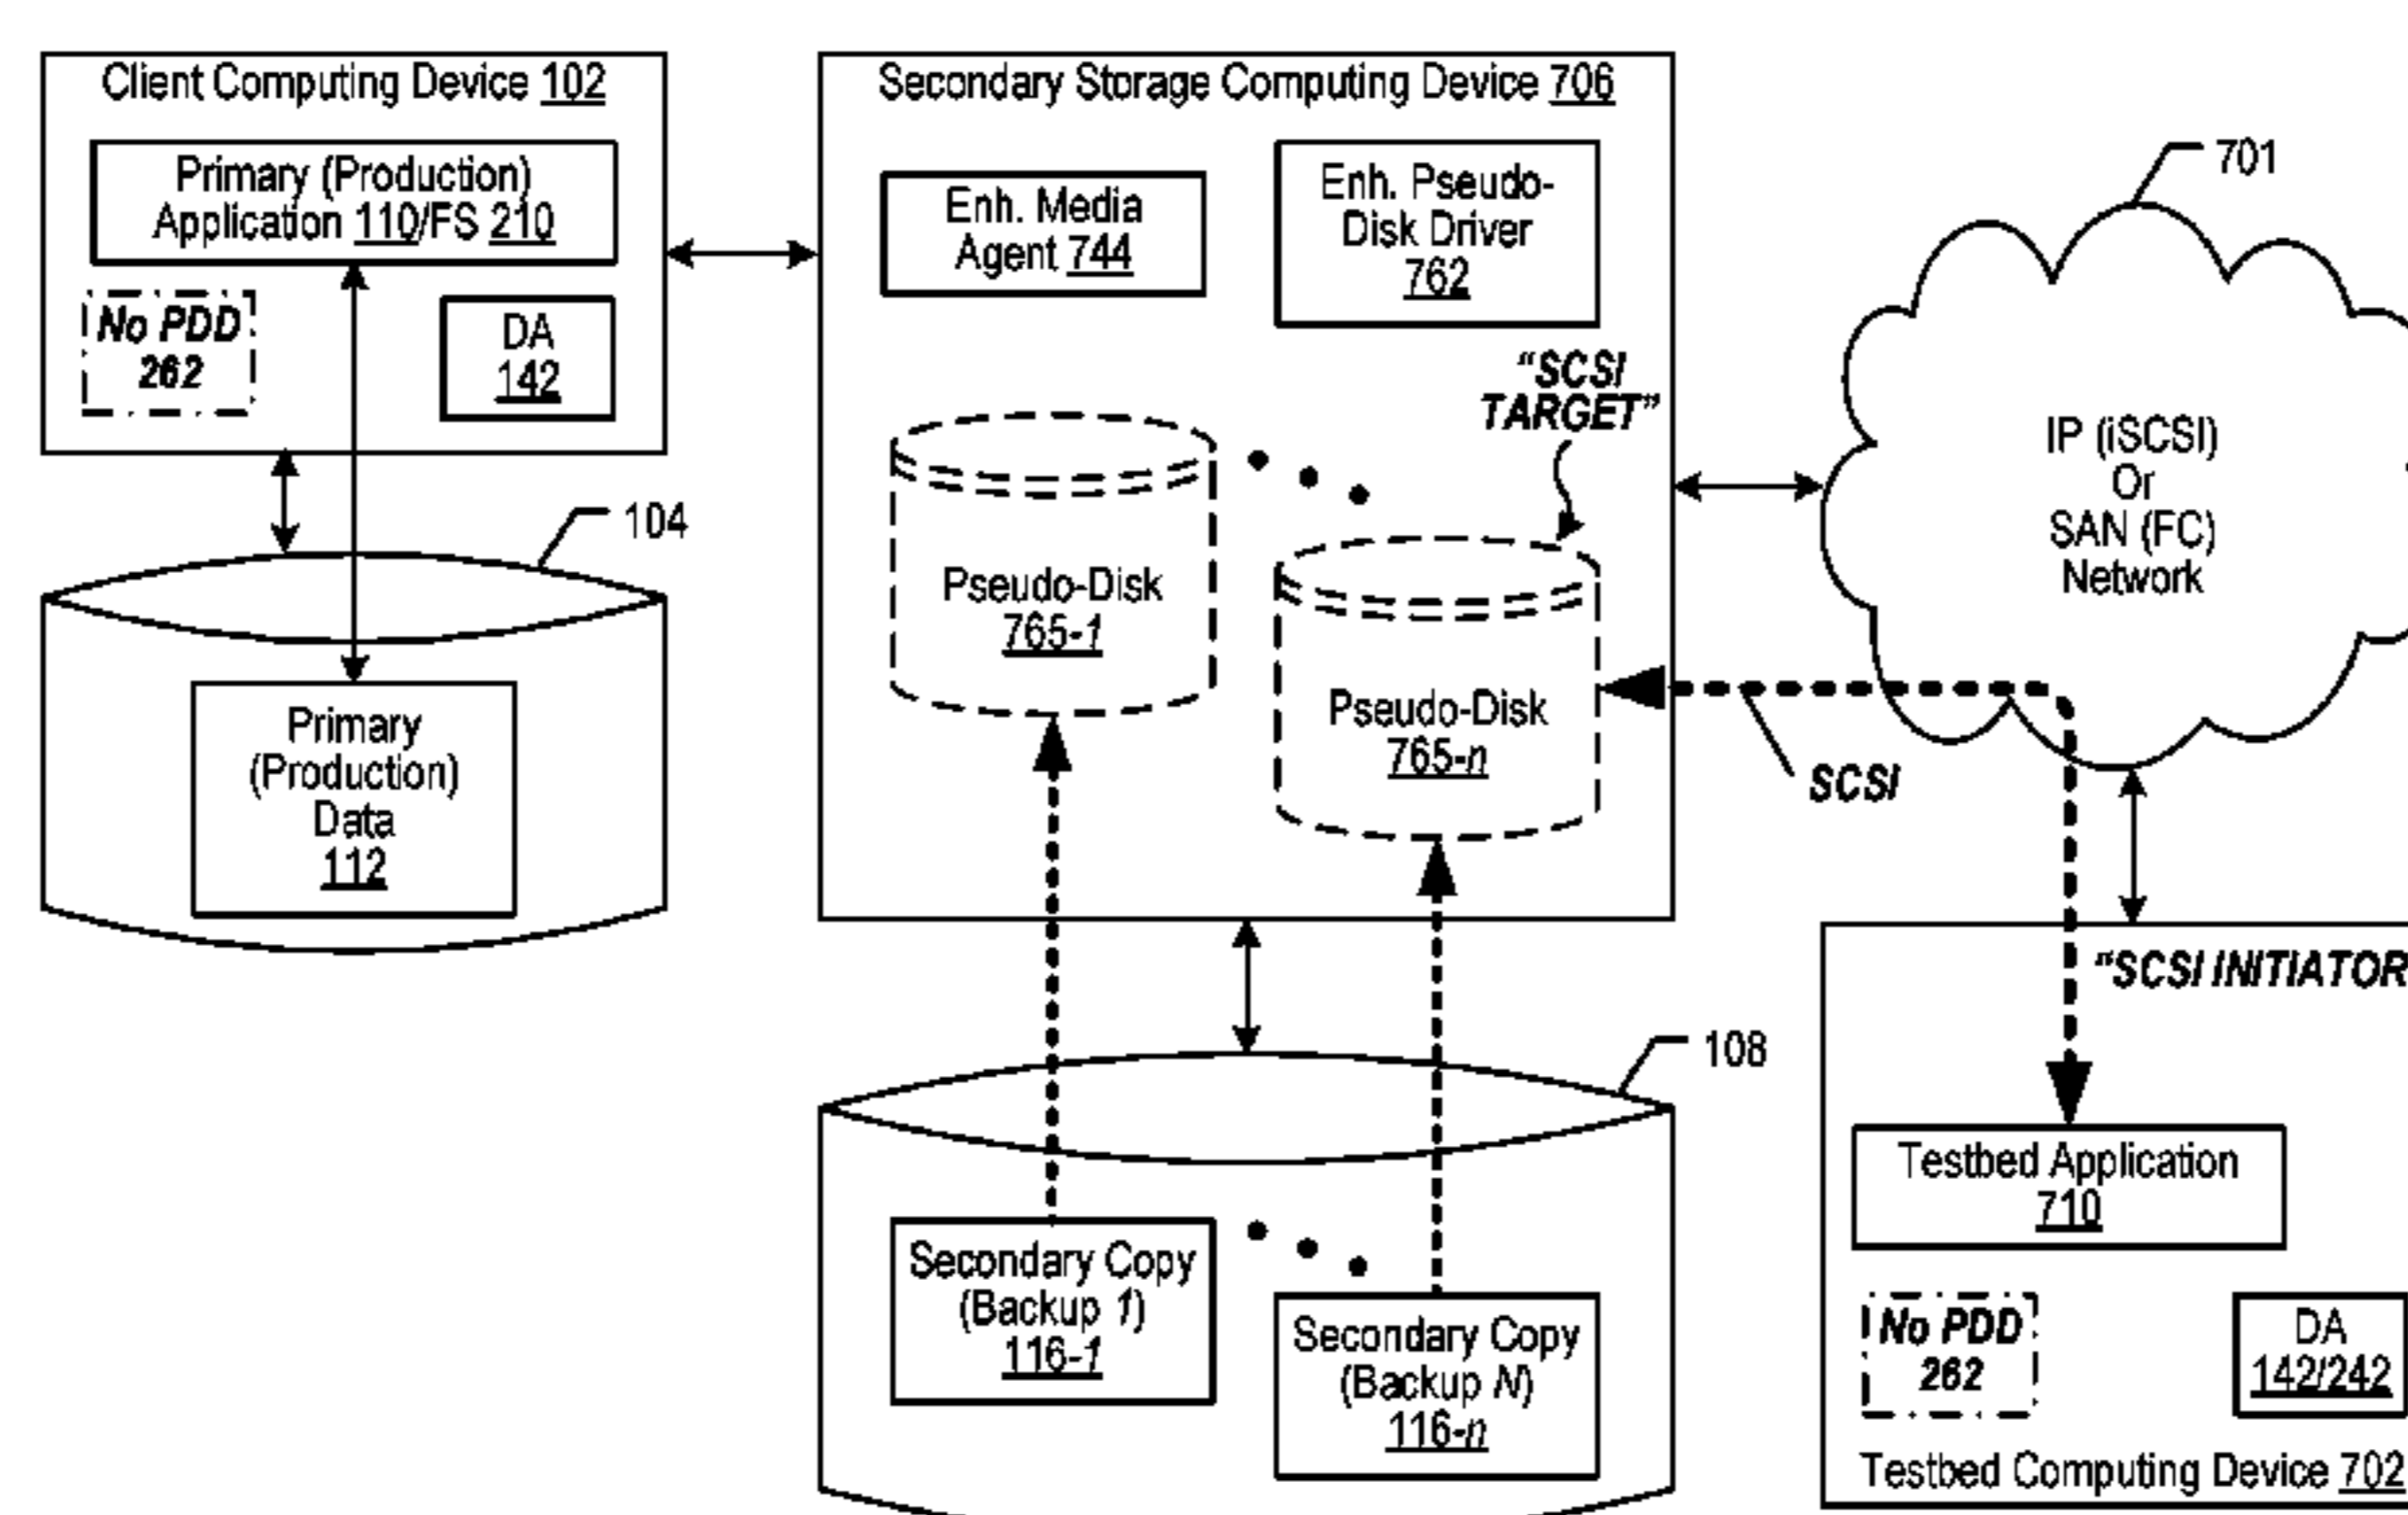 Client Computing Device 102
Primary (Production)
Application 110/FS 210
No PDD
262
DA
142
104
Primary
(Production)
Data
112
Secondary Storage Computing Device 706
Enh. Media
Agent 744
Enh. Pseudo-
Disk Driver
762
"SCSI
TARGET"
Pseudo-Disk
765-1
Pseudo-Disk
765-n
701
IP (iSCSI)
Or
SAN (FC)
Network
SCSI
108
Secondary Copy
(Backup 1)
116-1
Secondary Copy
(Backup N)
116-n
"SCSI INITIATOR
Testbed Application
710
No PDD
262
DA
142/242
Testbed Computing Device 702